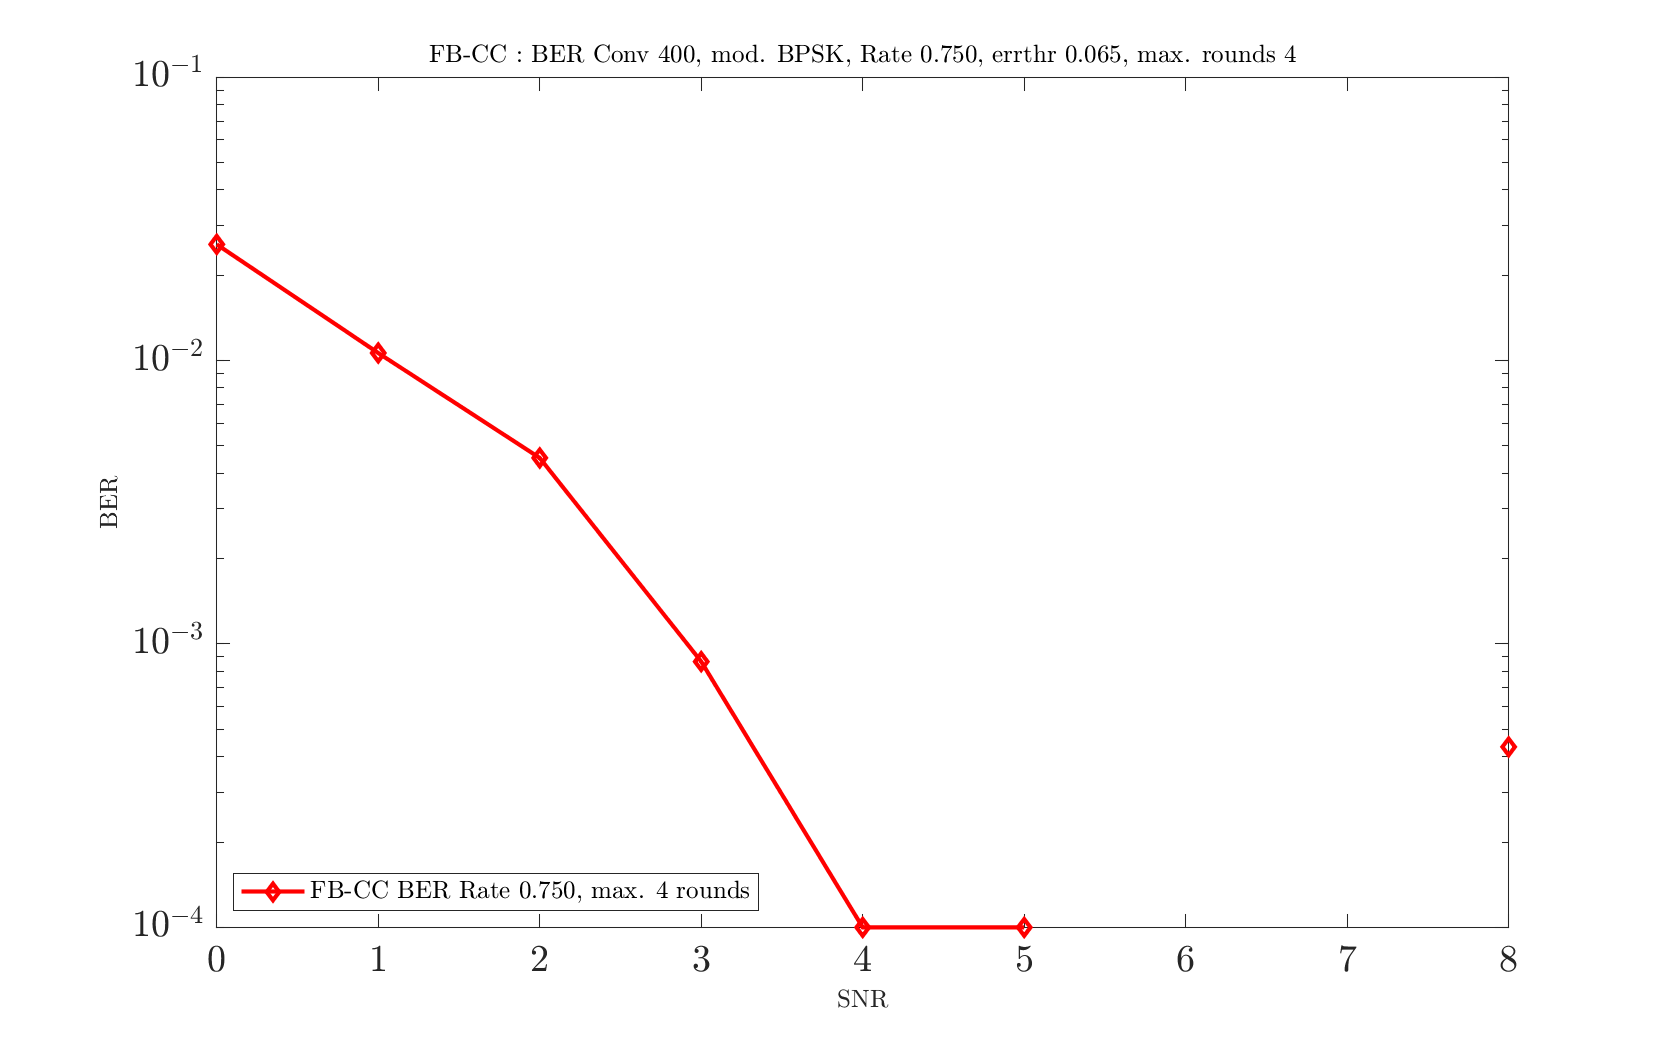 FB-CC : BER Conv 400, mod. BPSK, Rate 0.750, errthr 0.065, max. rounds 4
10⁻¹
10⁻²
10⁻³
10⁻⁴
BER
FB-CC BER Rate 0.750, max. 4 rounds
0 1 2 3 4 5 6 7 8
SNR